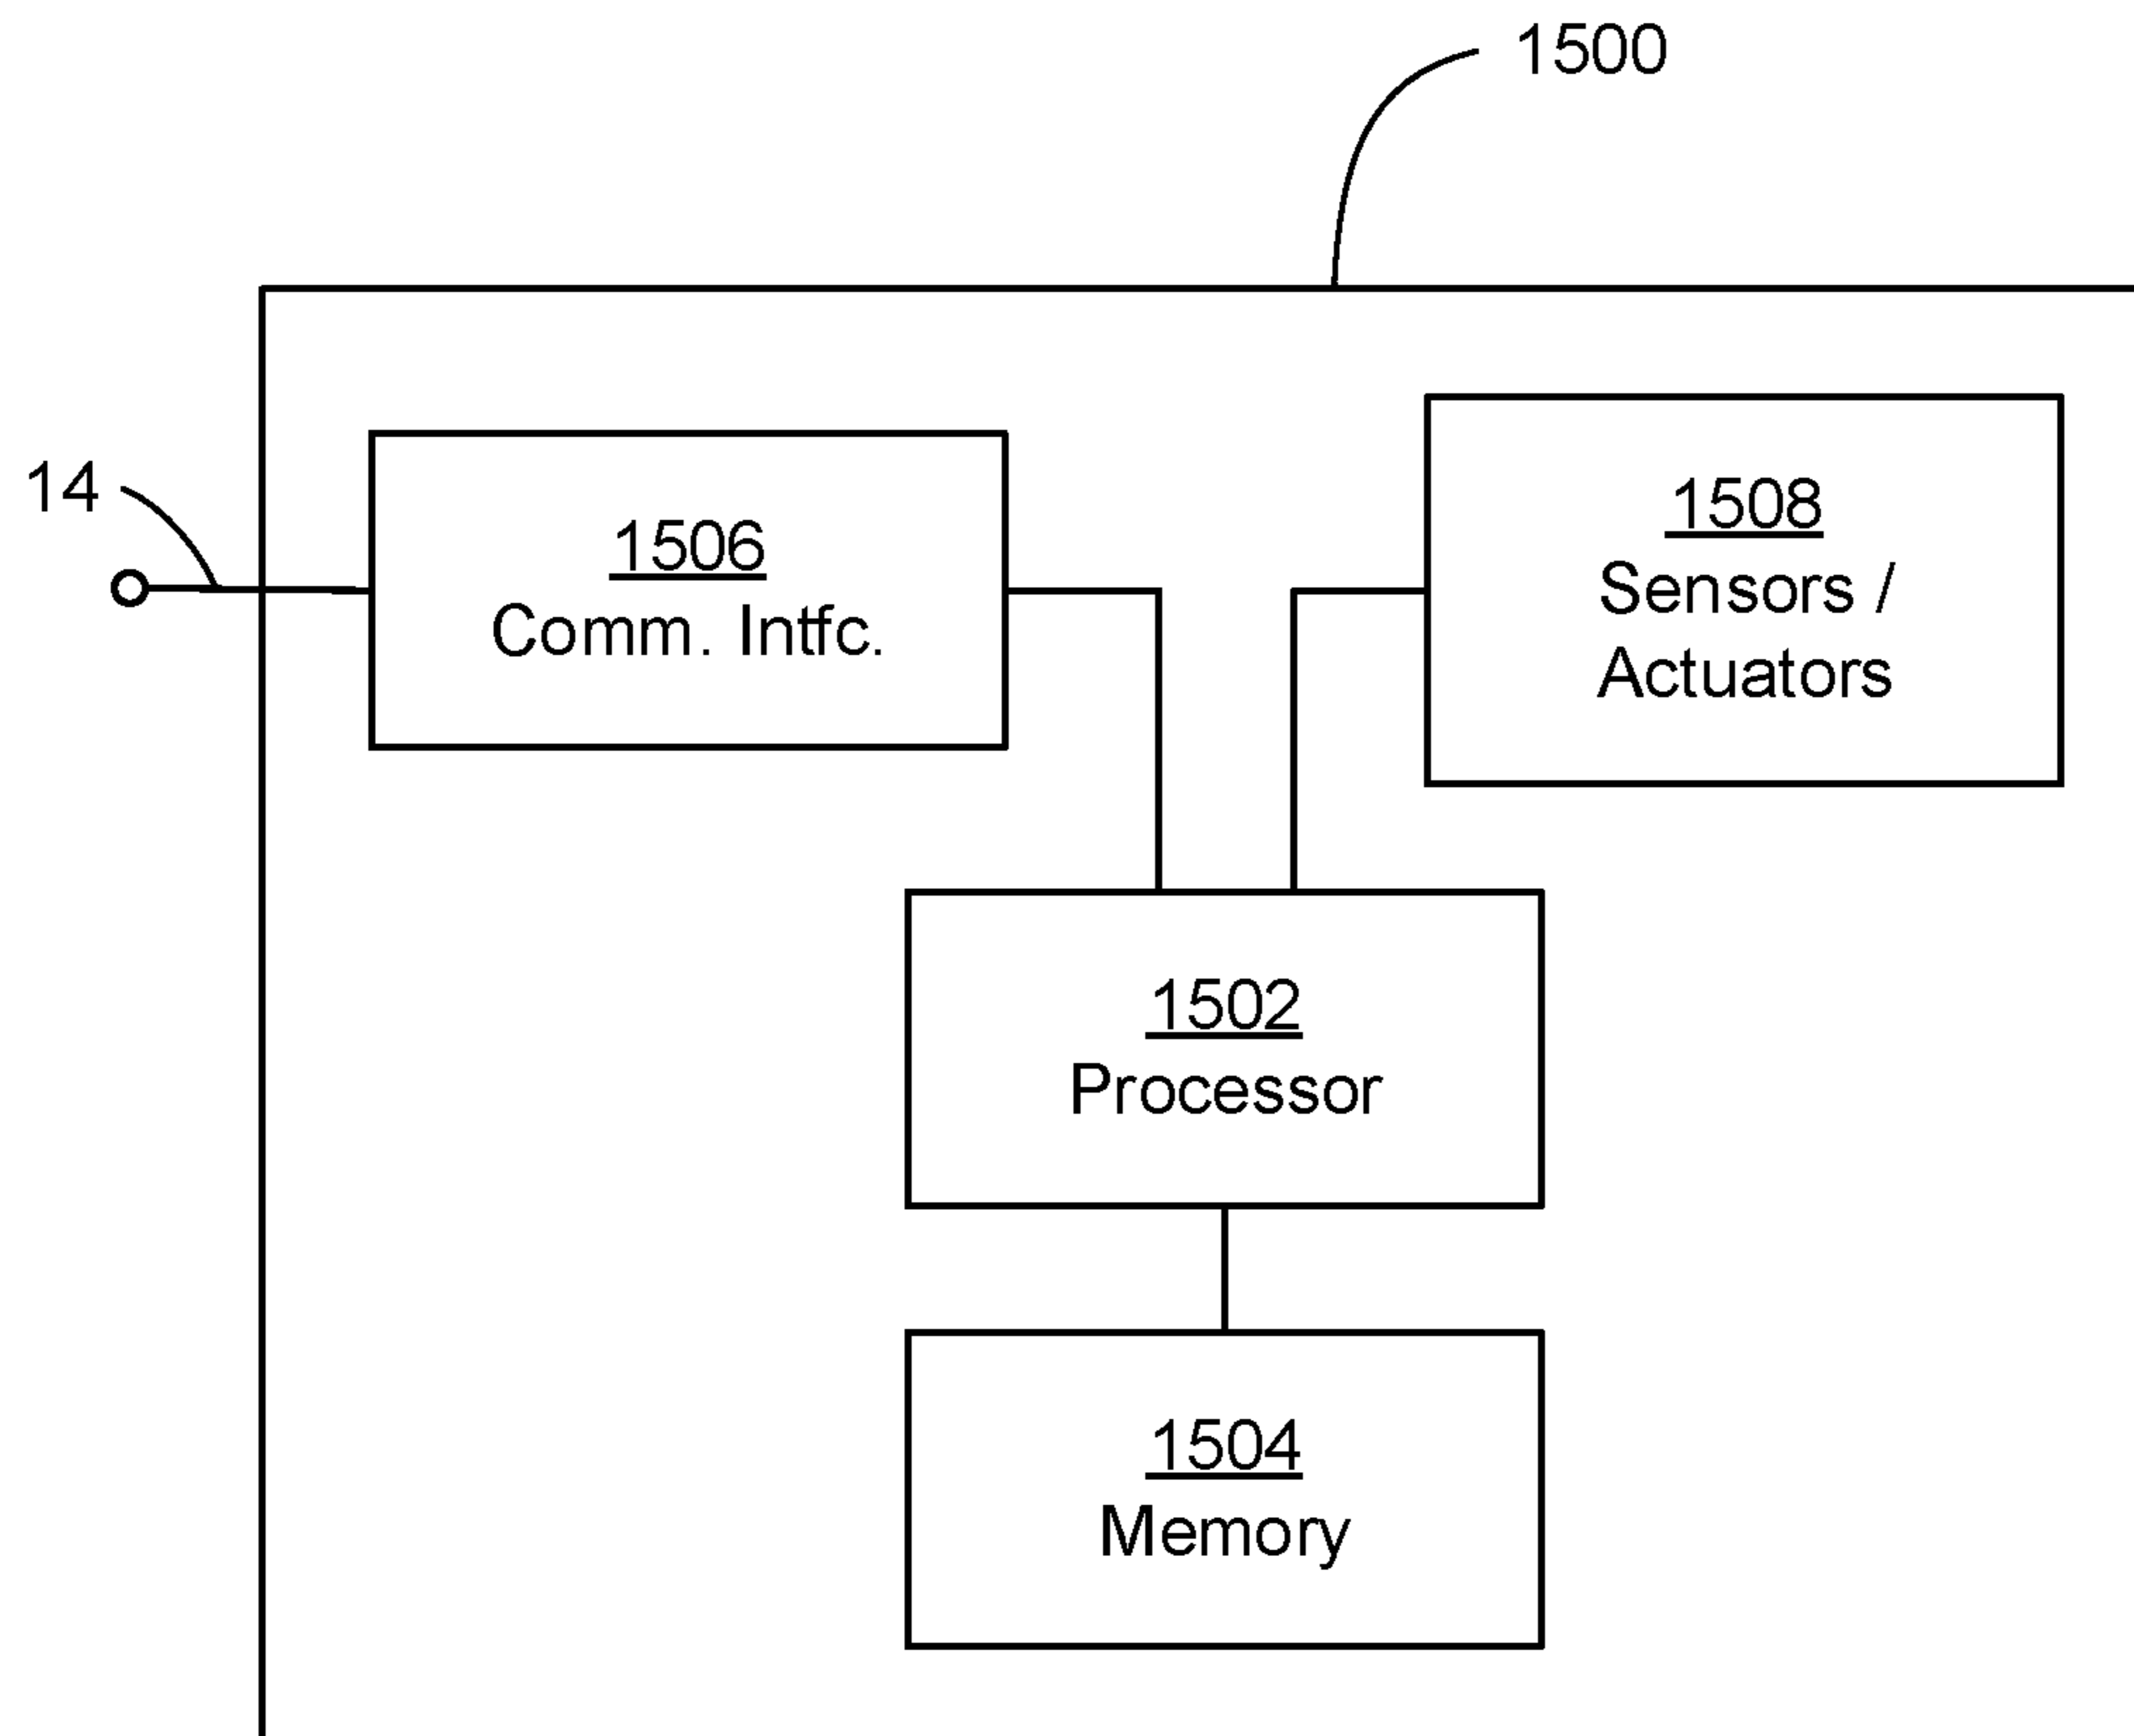 1500
14
1506
Comm. Intfc.
1508
Sensors /
Actuators
1502
Processor
1504
Memory